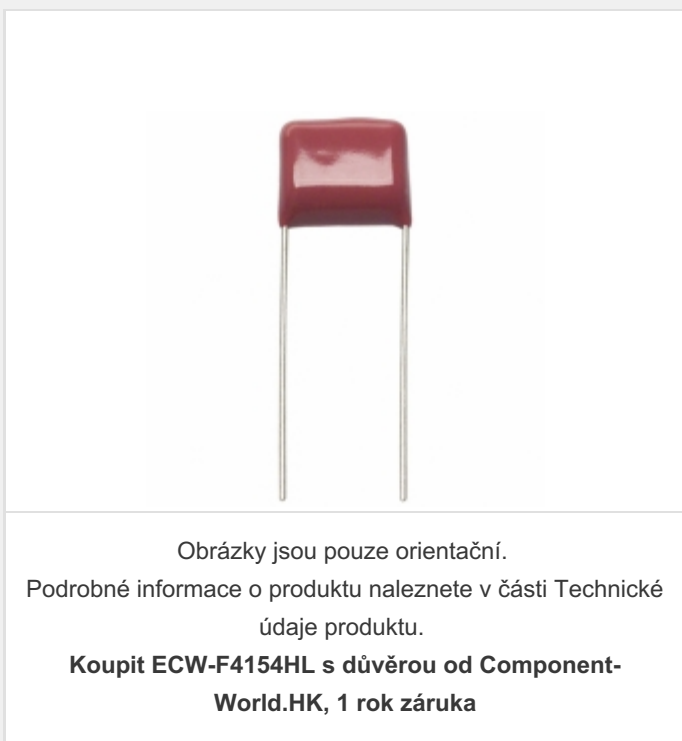 Obrázky jsou pouze orientační.
Podrobné informace o produktu naleznete v části Technické
údaje produktu.
Koupit ECW-F4154HL s důvěrou od Component-
World.HK, 1 rok záruka